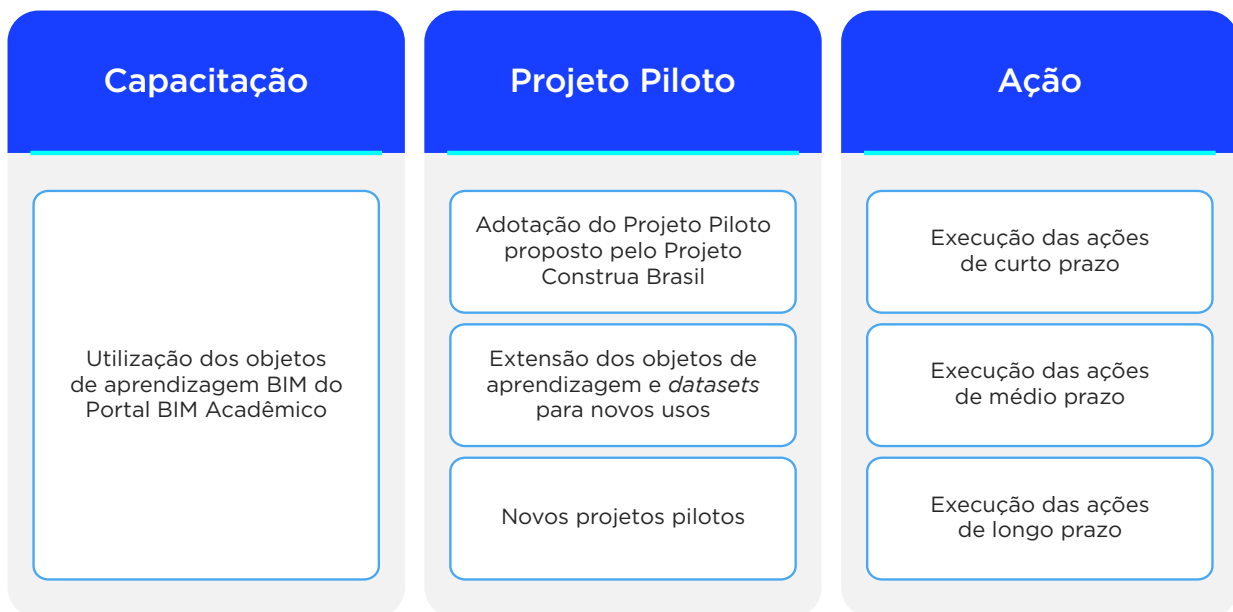 Capacitação
Utilização dos objetos
de aprendizagem BIM do
Portal BIM Acadêmico
Projeto Piloto
Adotação do Projeto Piloto
proposto pelo Projeto
Construa Brasil
Extensão dos objetos de
aprendizagem e datasets
para novos usos
Novos projetos pilotos
Ação
Execução das ações
de curto prazo
Execução das ações
de médio prazo
Execução das ações
de longo prazo